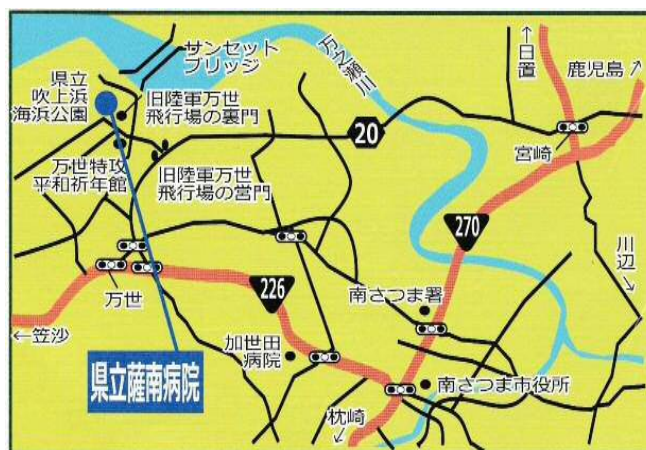 サンセット
ブリッジ
万之瀬川
↑
日置
鹿児島↗
県立
吹上浜
海浜公園
旧陸軍万世
飛行場の裏門
20
宮崎
万世特攻
平和祈年館
旧陸軍万世
飛行場の営門
270
川辺
↓
226
南さつま署
万世
←笠沙
加世田
病院
県立薩南病院
南さつま市役所
枕崎
↙